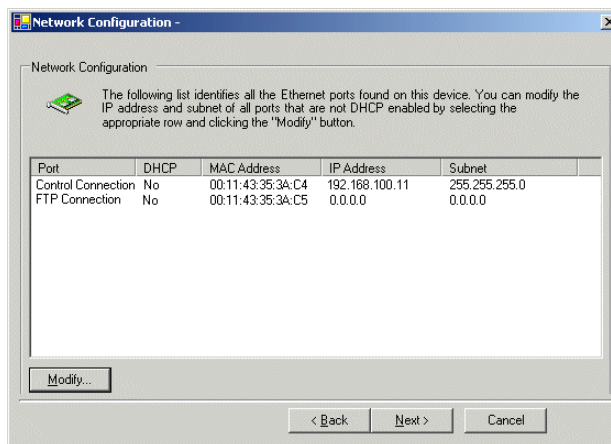 Network Configuration -
Network Configuration
The following list identifies all the Ethernet ports found on this device. You can modify the
IP address and subnet of all ports that are not DHCP enabled by selecting the
appropriate row and clicking the "Modify" button.
Port DHCP MAC Address IP Address Subnet
Control Connection No 00:11:43:35:3A:C4 192.168.100.11 255.255.255.0
FTP Connection No 00:11:43:35:3A:C5 0.0.0.0 0.0.0.0
Modify...
< Back Next > Cancel